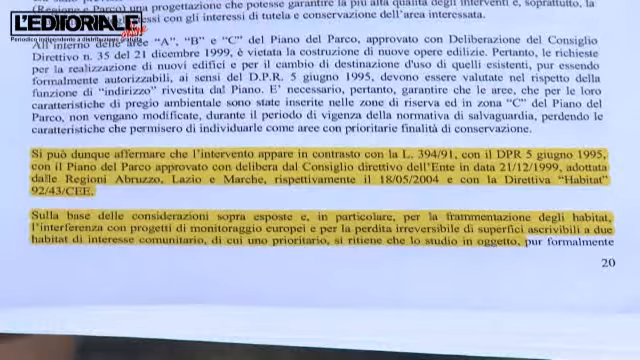 L'EDITORIALE
Periodico indipendente a distribuzione gratuita
(Regione e Parco) una progettazione che potesse garantire la più alta qualità degli interventi e, soprattutto, la
interessi con gli interessi di tutela e conservazione dell'area interessata.
All'interno delle aree "A", "B" e "C" del Piano del Parco, approvato con Deliberazione del Consiglio
Direttivo n. 35 del 21 dicembre 1999, è vietata la costruzione di nuove opere edilizie. Pertanto, le richieste
per la realizzazione di nuovi edifici e per il cambio di destinazione d'uso di quelli esistenti, pur essendo
formalmente autorizzabili, ai sensi del D.P.R. 5 giugno 1995, devono essere valutate nel rispetto della
funzione di "indirizzo" rivestita dal Piano. E' necessario, pertanto, garantire che le aree, che per le loro
caratteristiche di pregio ambientale sono state inserite nelle zone di riserva ed in zona "C" del Piano del
Parco, non vengano modificate, durante il periodo di vigenza della normativa di salvaguardia, perdendo le
caratteristiche che permisero di individuarle come aree con prioritarie finalità di conservazione.
Si può dunque affermare che l'intervento appare in contrasto con la L. 394/91, con il DPR 5 giugno 1995,
con il Piano del Parco approvato con delibera dal Consiglio direttivo dell'Ente in data 21/12/1999, adottata
dalle Regioni Abruzzo, Lazio e Marche, rispettivamente il 18/05/2004 e con la Direttiva "Habitat"
92/43/CEE.
Sulla base delle considerazioni sopra esposte e, in particolare, per la frammentazione degli habitat,
l'interferenza con progetti di monitoraggio europei e per la perdita irreversibile di superfici ascrivibili a due
habitat di interesse comunitario, di cui uno prioritario, si ritiene che lo studio in oggetto, pur formalmente
20